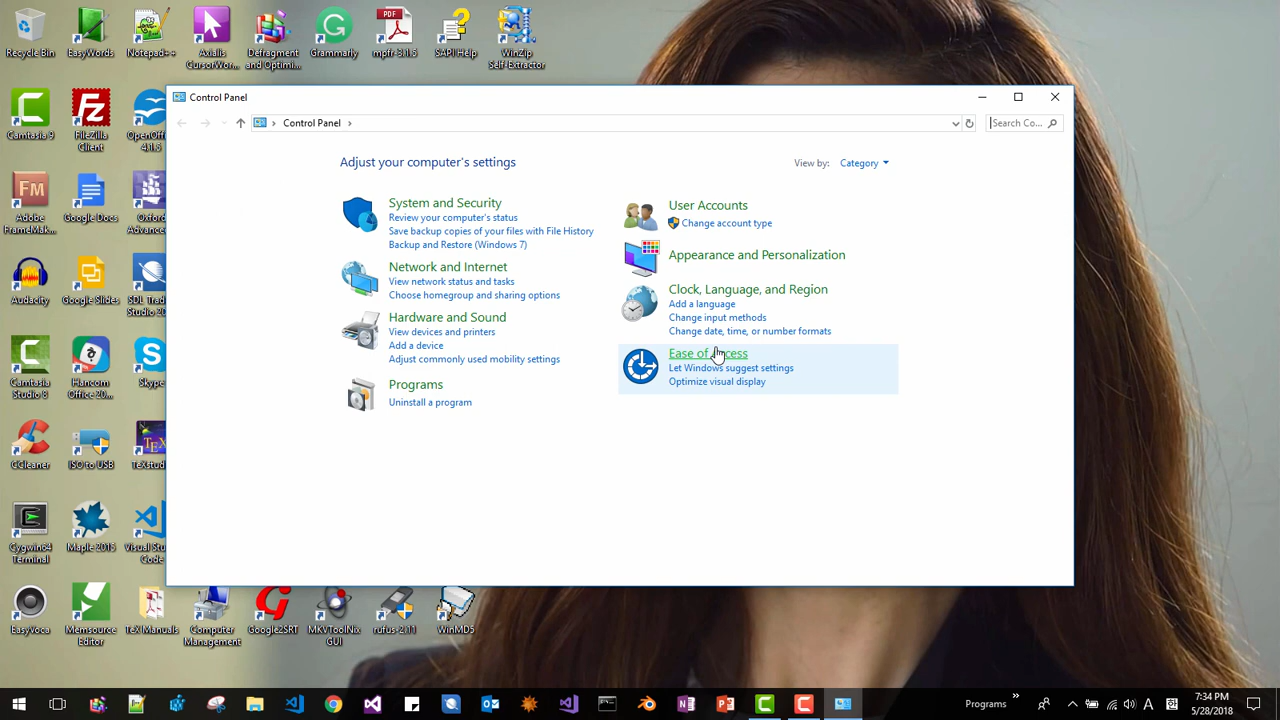 Recycle Bin
EasyWords
Notepad++
Axialis
CursorWor...
Defragment
and Optimi...
Grammarly
mpfr-3.1.5
SAPI Help
WinZip
Self-Extractor
Camtasia 9
FileZilla
Client
OpenOffi
4.1.5
Adobe
FrameMak...
Google Docs
Oxford
Advance
Audacity
Google Slides
SDL Trad
Studio 20
Camtasia
Studio 8
Hancom
Office 20...
Skype
CCleaner
ISO to USB
TeXstudi
Cygwin64
Terminal
Maple 2015
Visual Stu
Code
EasyVoca
Memsource
Editor
TeX Manuals
Computer
Management
Google2SRT
MKVToolNix
GUI
rufus-2.11
WinMD5
Control Panel
Control Panel
Search Co...
Adjust your computer's settings
View by: Category
System and Security
Review your computer's status
Save backup copies of your files with File History
Backup and Restore (Windows 7)
Network and Internet
View network status and tasks
Choose homegroup and sharing options
Hardware and Sound
View devices and printers
Add a device
Adjust commonly used mobility settings
Programs
Uninstall a program
User Accounts
Change account type
Appearance and Personalization
Clock, Language, and Region
Add a language
Change input methods
Change date, time, or number formats
Ease of Access
Let Windows suggest settings
Optimize visual display
Programs
A
7:34 PM
5/28/2018